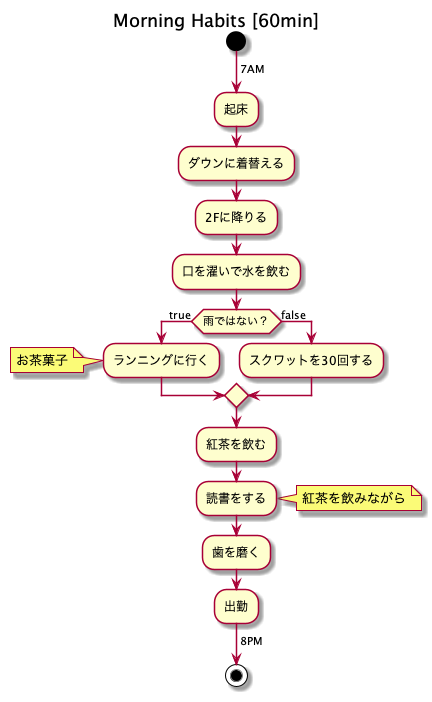 Morning Habits [60min]
7AM
起床
ダウンに着替える
2Fに降りる
口を濯いで水を飲む
雨ではない？
true
false
お茶菓子
ランニングに行く
スクワットを30回する
紅茶を飲む
読書をする
紅茶を飲みながら
歯を磨く
出勤
8PM